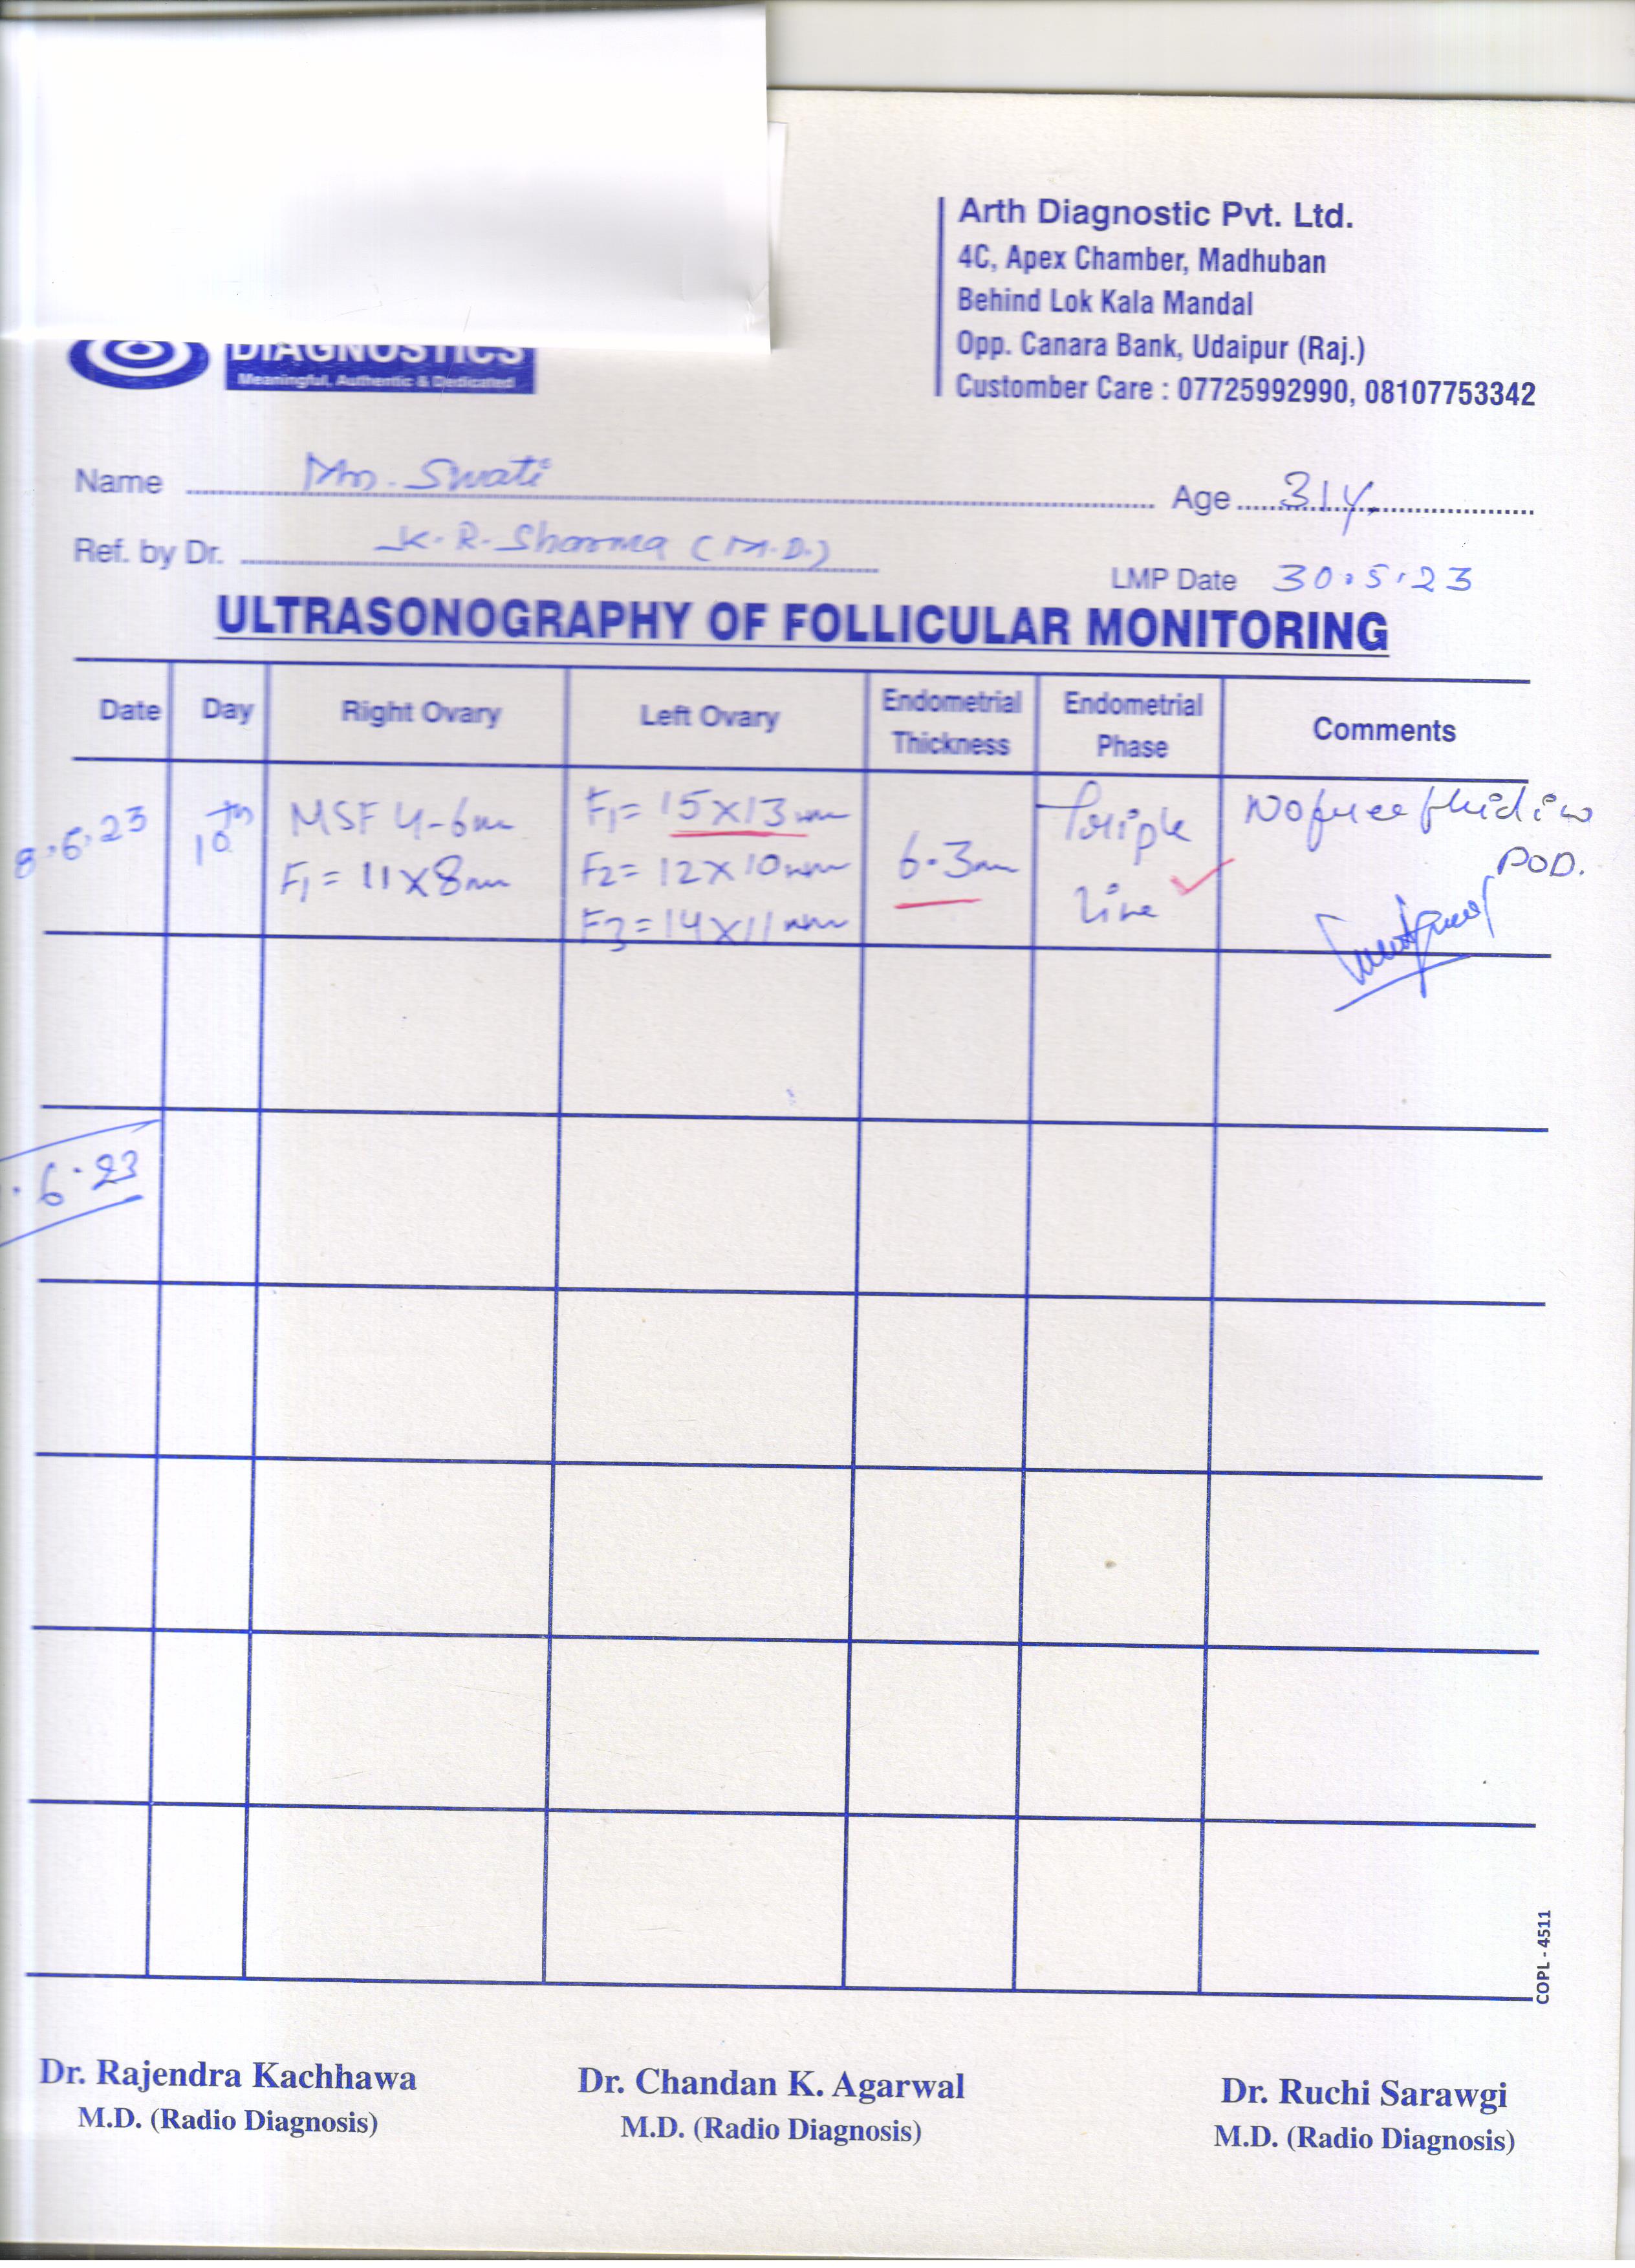 Arth Diagnostic Pvt. Ltd.
4C, Apex Chamber, Madhuban
Behind Lok Kala Mandal
Opp. Canara Bank, Udaipur (Raj.)
Customber Care : 07725992990, 08107753342
DIAGNOSTICS
Meaningful, Authentic & Dedicated
Name Mrs. Swati Age 31y.
Ref. by Dr. K. R. Sharma (M.D.)
LMP Date 30.5.23
ULTRASONOGRAPHY OF FOLLICULAR MONITORING
Date Day Right Ovary Left Ovary Endometrial Thickness Endometrial Phase Comments
8.6.23 10th MSF 4-6mm F1= 15X13mm 6.3mm Triple No free fluid in
F1= 11X8mm F2= 12X10mm Line POD.
F3=14X11mm
.6.23
COPL - 4511
Dr. Rajendra Kachhawa Dr. Chandan K. Agarwal Dr. Ruchi Sarawgi
M.D. (Radio Diagnosis) M.D. (Radio Diagnosis) M.D. (Radio Diagnosis)